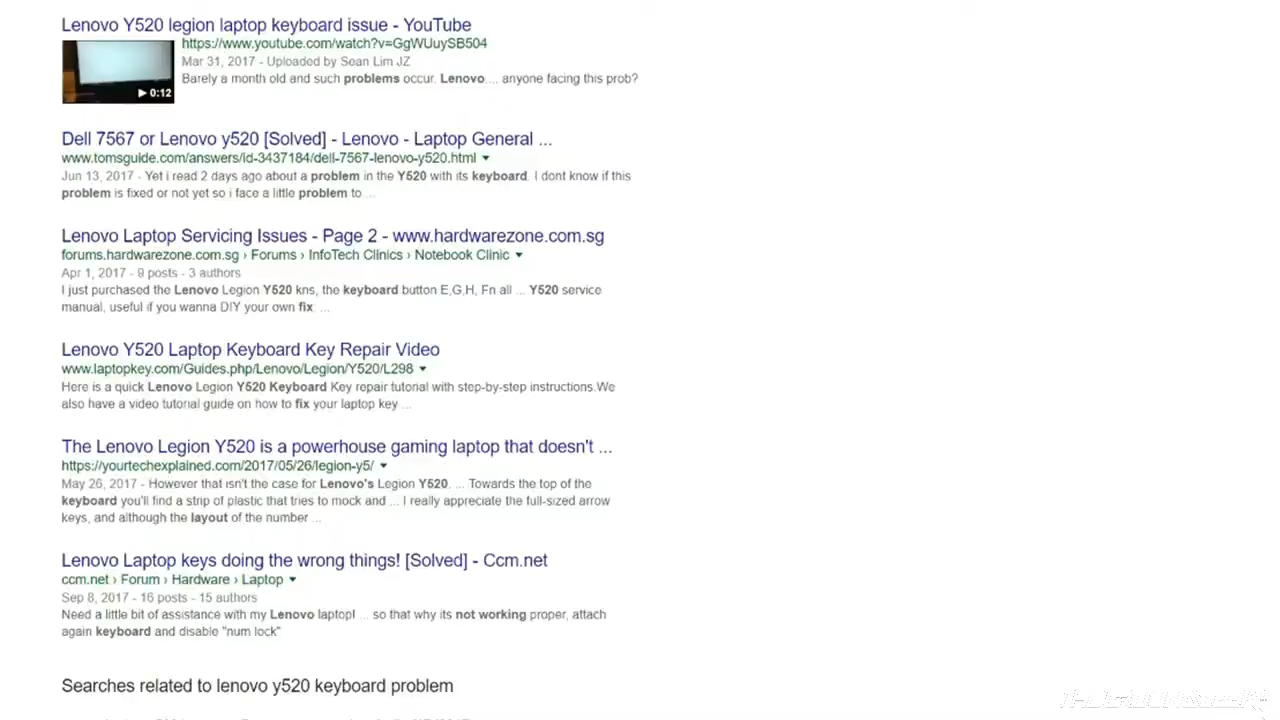 Lenovo Y520 legion laptop keyboard issue - YouTube
https://www.youtube.com/watch?v=GgWUuySB504
Mar 31, 2017 - Uploaded by Sean Lim JZ
Barely a month old and such problems occur. Lenovo.... anyone facing this prob?
0:12
Dell 7567 or Lenovo y520 [Solved] - Lenovo - Laptop General ...
www.tomsguide.com/answers/id-3437184/dell-7567-lenovo-y520.html
Jun 13, 2017 - Yet i read 2 days ago about a problem in the Y520 with its keyboard. I dont know if this
problem is fixed or not yet so i face a little problem to ...
Lenovo Laptop Servicing Issues - Page 2 - www.hardwarezone.com.sg
forums.hardwarezone.com.sg › Forums › InfoTech Clinics › Notebook Clinic
Apr 1, 2017 - 9 posts - 3 authors
I just purchased the Lenovo Legion Y520 kns, the keyboard button E,G,H, Fn all ... Y520 service
manual, useful if you wanna DIY your own fix. ...
Lenovo Y520 Laptop Keyboard Key Repair Video
www.laptopkey.com/Guides.php/Lenovo/Legion/Y520/L298
Here is a quick Lenovo Legion Y520 Keyboard Key repair tutorial with step-by-step instructions.We
also have a video tutorial guide on how to fix your laptop key ...
The Lenovo Legion Y520 is a powerhouse gaming laptop that doesn't ...
https://yourtechexplained.com/2017/05/26/legion-y5/
May 26, 2017 - However that isn't the case for Lenovo's Legion Y520. ... Towards the top of the
keyboard you'll find a strip of plastic that tries to mock and ... I really appreciate the full-sized arrow
keys, and although the layout of the number ...
Lenovo Laptop keys doing the wrong things! [Solved] - Ccm.net
ccm.net › Forum › Hardware › Laptop
Sep 8, 2017 - 16 posts - 15 authors
Need a little bit of assistance with my Lenovo laptop! ... so that why its not working proper, attach
again keyboard and disable "num lock"
Searches related to lenovo y520 keyboard problem